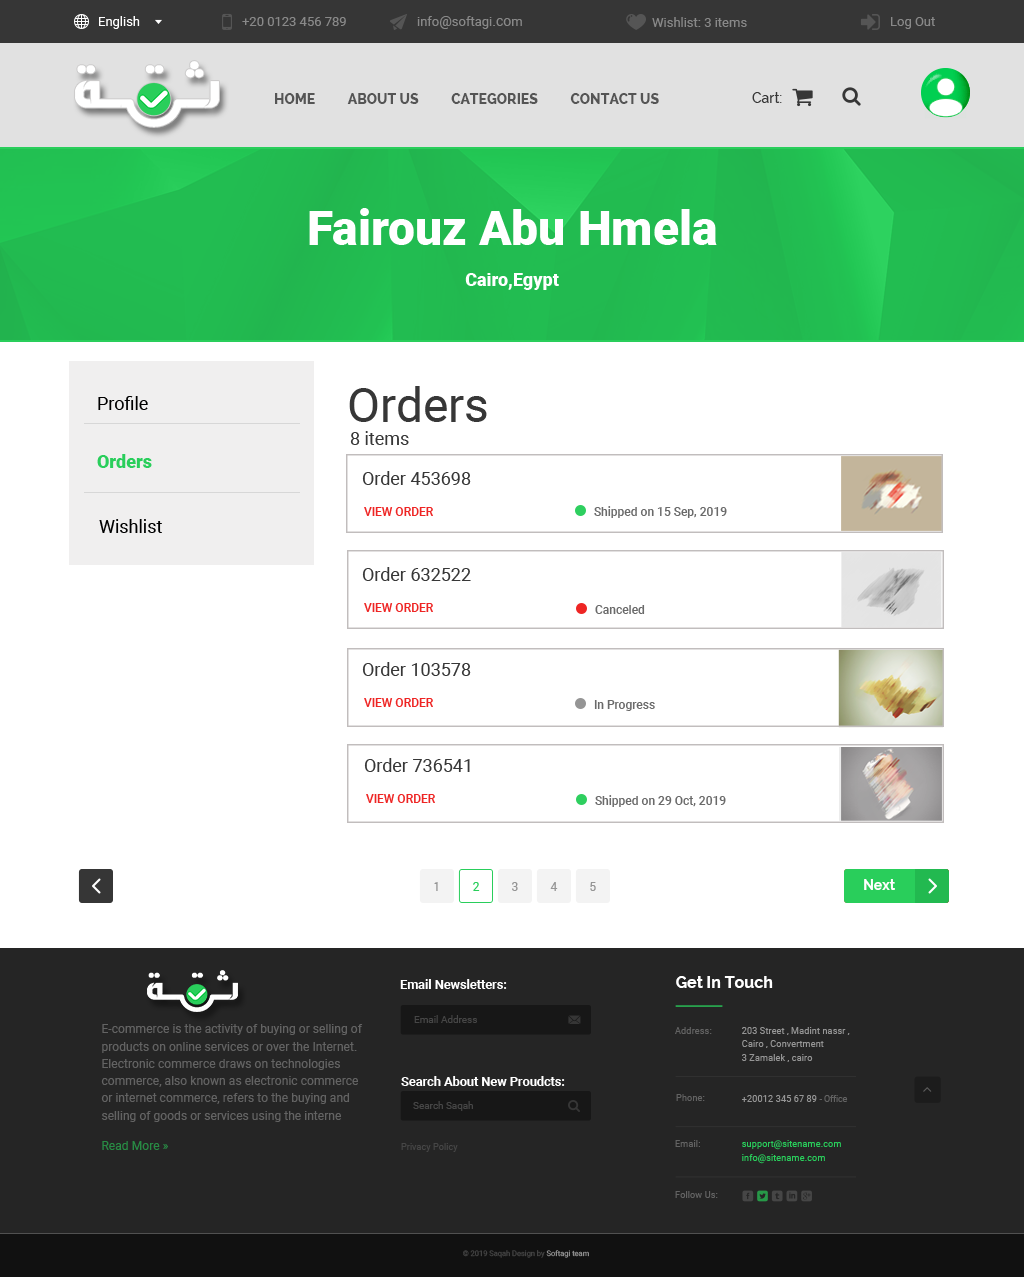 English
+20 0123 456 789
info@softagi.com
Wishlist: 3 items
Log Out
ثقة
HOME
ABOUT US
CATEGORIES
CONTACT US
Cart:
Fairouz Abu Hmela
Cairo,Egypt
Profile
Orders
Wishlist
Orders
8 items
Order 453698
VIEW ORDER
Shipped on 15 Sep, 2019
Order 632522
VIEW ORDER
Canceled
Order 103578
VIEW ORDER
In Progress
Order 736541
VIEW ORDER
Shipped on 29 Oct, 2019
1
2
3
4
5
Next
ثقة
E-commerce is the activity of buying or selling of
products on online services or over the Internet.
Electronic commerce draws on technologies
commerce, also known as electronic commerce
or internet commerce, refers to the buying and
selling of goods or services using the interne
Read More »
Email Newsletters:
Email Address
Search About New Proudcts:
Search Saqah
Privacy Policy
Get In Touch
Address:
203 Street , Madint nassr ,
Cairo , Convertment
3 Zamalek , cairo
Phone:
+20012 345 67 89 - Office
Email:
support@sitename.com
info@sitename.com
Follow Us:
© 2019 Saqah Design by Softagi team